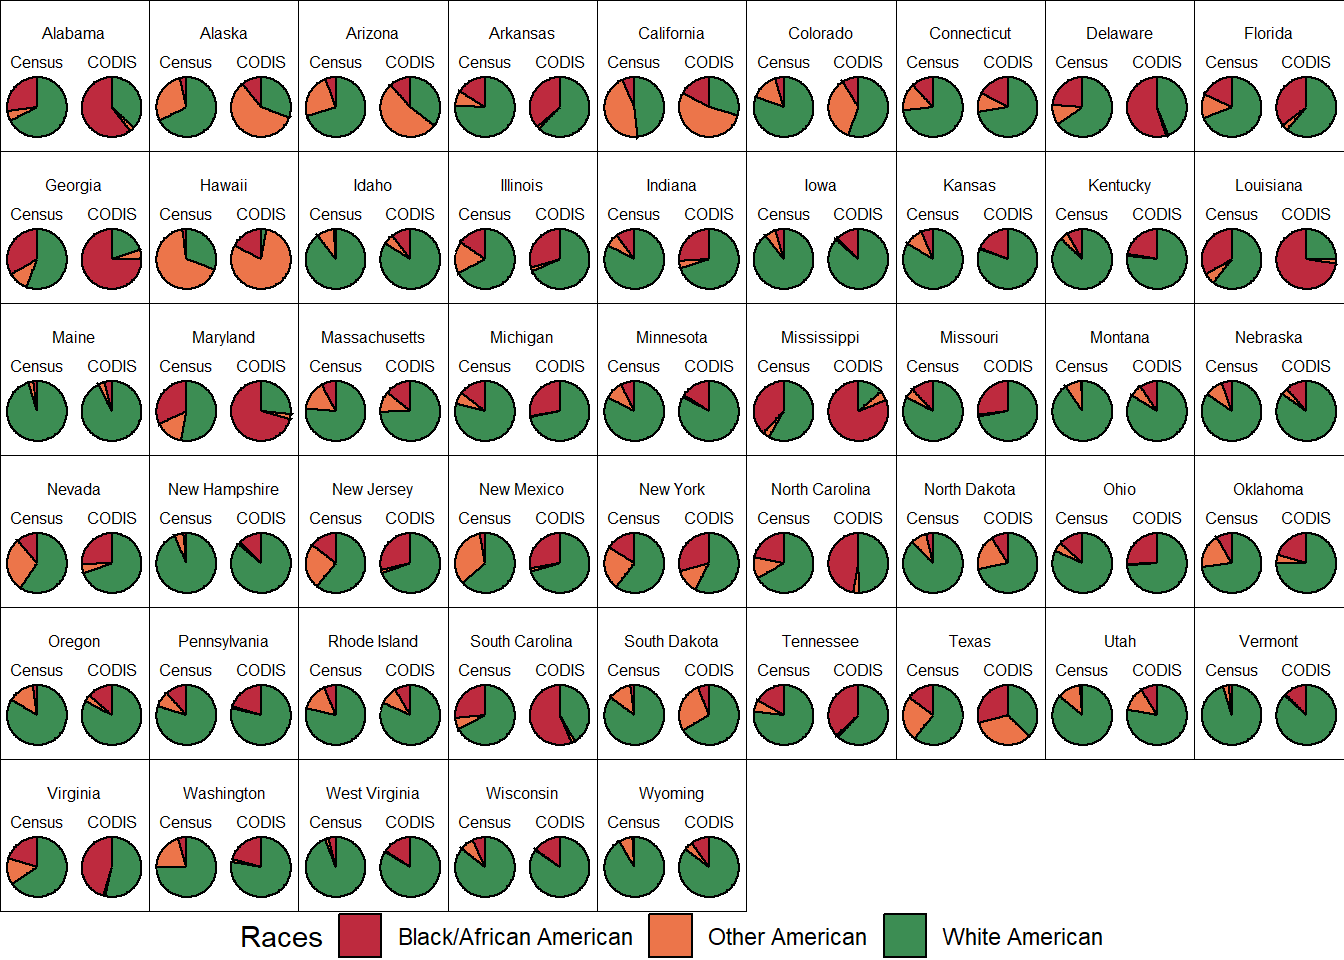 Alabama Alaska Arizona Arkansas California Colorado Connecticut Delaware Florida
Census CODIS Census CODIS Census CODIS Census CODIS Census CODIS Census CODIS Census CODIS Census CODIS Census CODIS
Georgia Hawaii Idaho Illinois Indiana Iowa Kansas Kentucky Louisiana
Census CODIS Census CODIS Census CODIS Census CODIS Census CODIS Census CODIS Census CODIS Census CODIS Census CODIS
Maine Maryland Massachusetts Michigan Minnesota Mississippi Missouri Montana Nebraska
Census CODIS Census CODIS Census CODIS Census CODIS Census CODIS Census CODIS Census CODIS Census CODIS Census CODIS
Nevada New Hampshire New Jersey New Mexico New York North Carolina North Dakota Ohio Oklahoma
Census CODIS Census CODIS Census CODIS Census CODIS Census CODIS Census CODIS Census CODIS Census CODIS Census CODIS
Oregon Pennsylvania Rhode Island South Carolina South Dakota Tennessee Texas Utah Vermont
Census CODIS Census CODIS Census CODIS Census CODIS Census CODIS Census CODIS Census CODIS Census CODIS Census CODIS
Virginia Washington West Virginia Wisconsin Wyoming
Census CODIS Census CODIS Census CODIS Census CODIS Census CODIS
Races Black/African American Other American White American